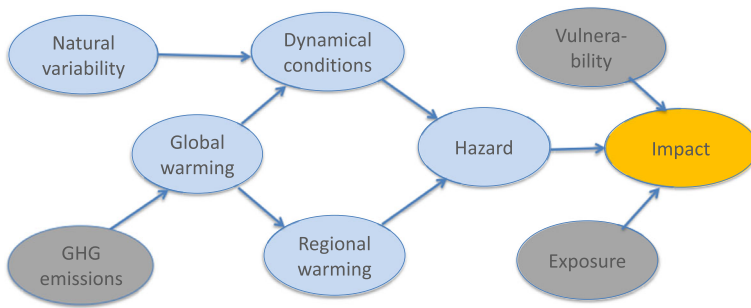 Natural
variability
Dynamical
conditions
Vulnera-
bility
Global
warming
Hazard
Impact
GHG
emissions
Regional
warming
Exposure